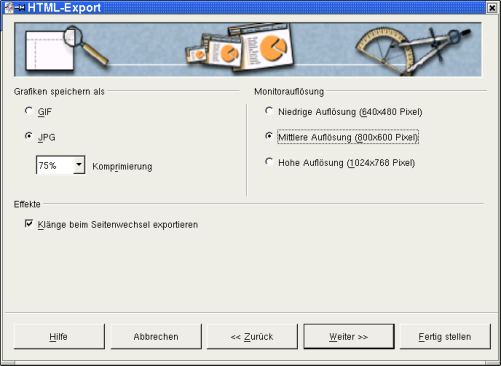 HTML-Export
Grafiken speichern als
GIF
JPG
75%
Komprimierung
Monitorauflösung
Niedrige Auflösung (640x480 Pixel)
Mittlere Auflösung (800x600 Pixel)
Hohe Auflösung (1024x768 Pixel)
Effekte
Klänge beim Seitenwechsel exportieren
Hilfe
Abbrechen
<< Zurück
Weiter >>
Fertig stellen